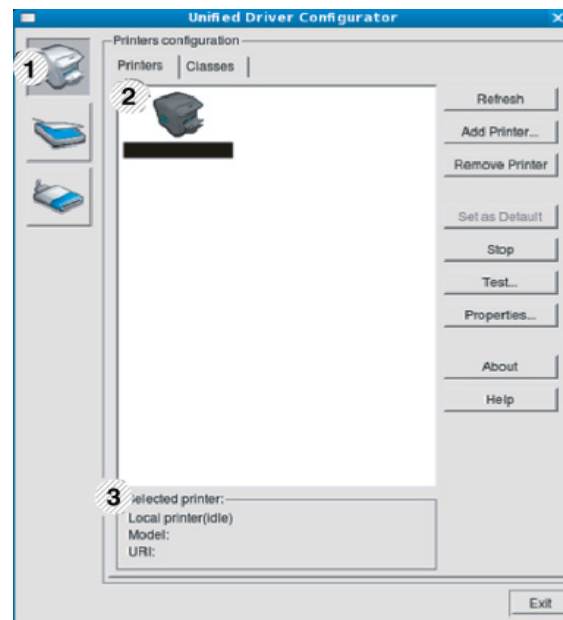 Unified Driver Configurator
Printers configuration
1
Printers
Classes
2
Refresh
Add Printer...
Remove Printer
Set as Default
Stop
Test...
Properties...
About
Help
3
Selected printer:
Local printer(idle)
Model:
URI:
Exit